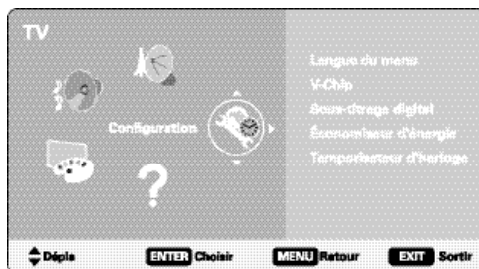 TV
Configuration
Langue du menu
V-Chip
Sous-titrage digital
Économiseur d'énergie
Temporisateur d'horloge
Dépla
ENTER Choisir
MENU Retour
EXIT Sortir